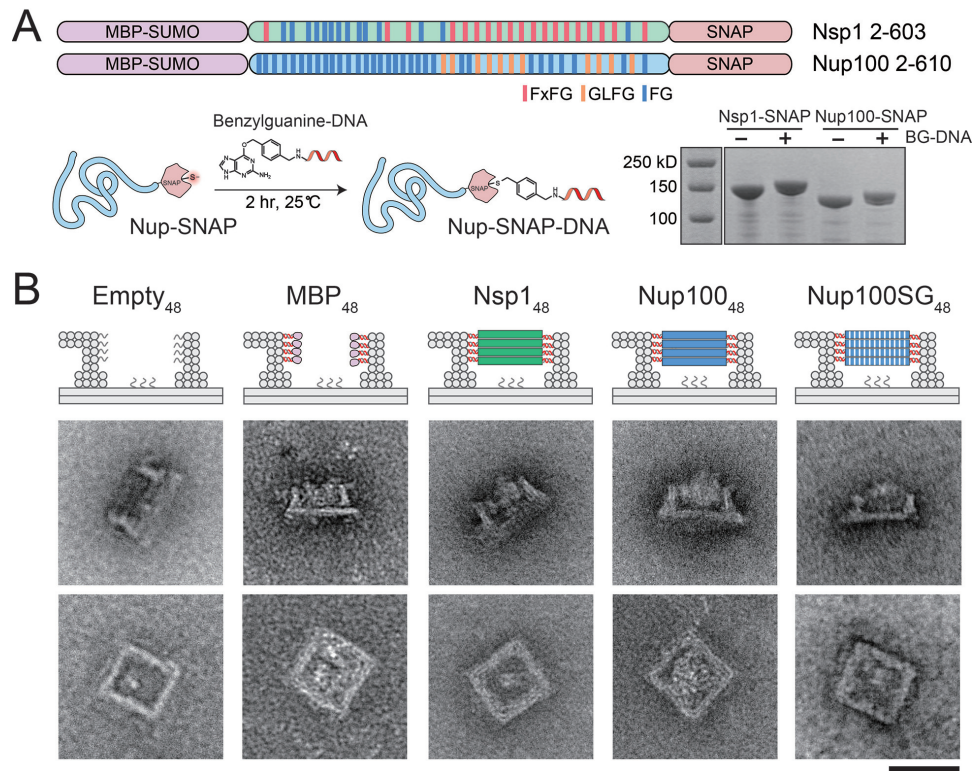 A
MBP-SUMO SNAP Nsp1 2-603
MBP-SUMO SNAP Nup100 2-610
FxFG GLFG FG
Benzylguanine-DNA
2 hr, 25℃
SNAP S-
Nup-SNAP
SNAP S
Nup-SNAP-DNA
Nsp1-SNAP Nup100-SNAP
− + − + BG-DNA
250 kD
150
100
B
Empty48 MBP48 Nsp148 Nup10048 Nup100SG48